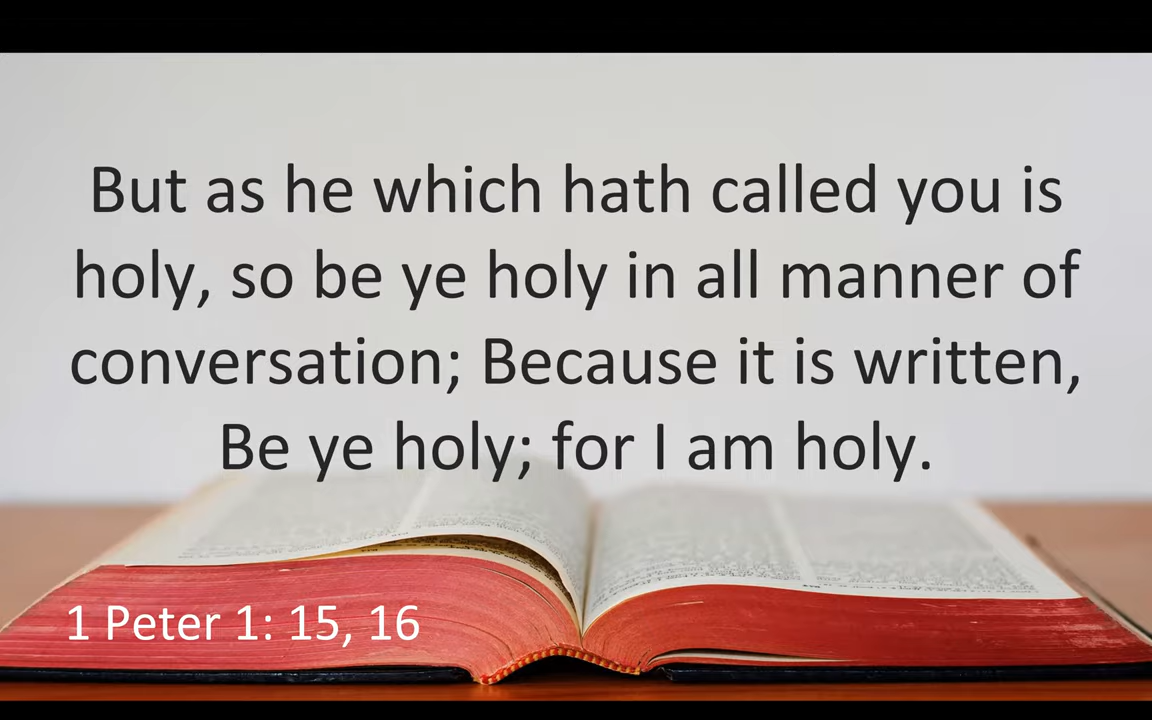 But as he which hath called you is
holy, so be ye holy in all manner of
conversation; Because it is written,
Be ye holy; for I am holy.
1 Peter 1: 15, 16